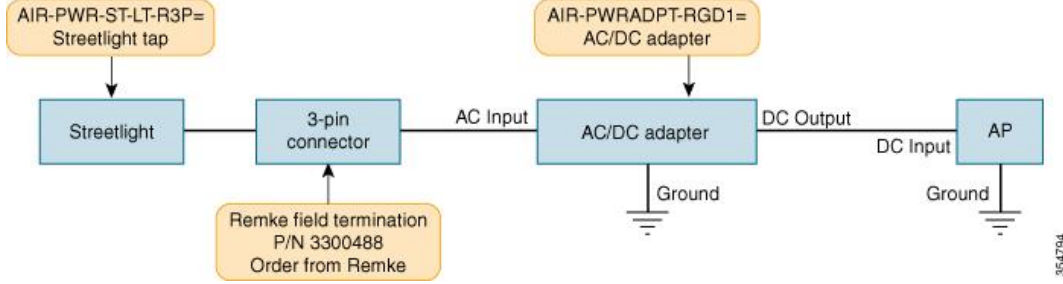 AIR-PWR-ST-LT-R3P=
Streetlight tap
AIR-PWRADPT-RGD1=
AC/DC adapter
Streetlight
3-pin
connector
AC Input
AC/DC adapter
DC Output
DC Input
AP
Ground
Ground
Remke field termination
P/N 3300488
Order from Remke
354794